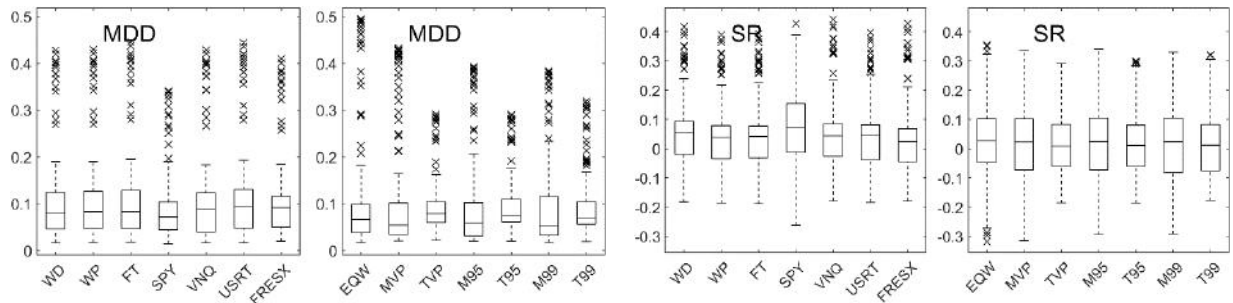 MDD
0.5
0.4
0.3
0.2
0.1
0
WD
WP
FT
SPY
VNQ
USRT
FRESX
MDD
0.5
0.4
0.3
0.2
0.1
0
EQW
MVP
TVP
M95
T95
M99
T99
SR
0.4
0.3
0.2
0.1
0
-0.1
-0.2
-0.3
WD
WP
FT
SPY
VNQ
USRT
FRESX
SR
0.4
0.3
0.2
0.1
0
-0.1
-0.2
-0.3
EQW
MVP
TVP
M95
T95
M99
T99